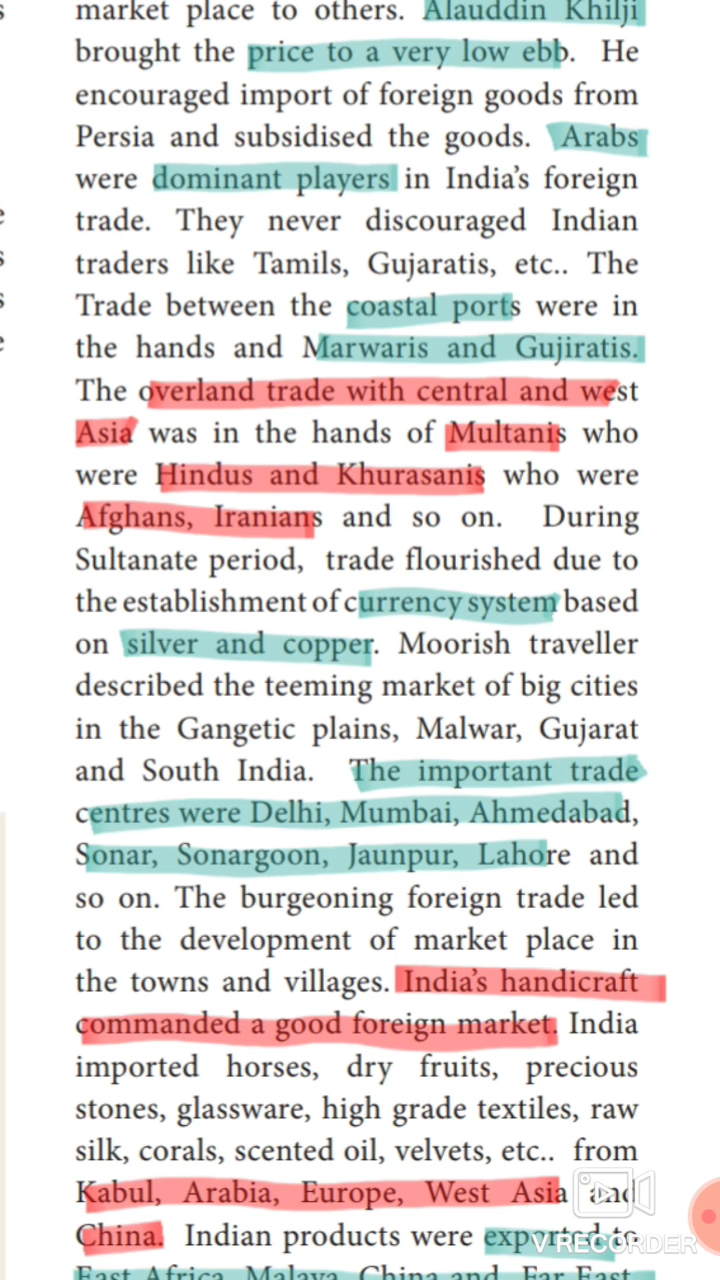 market place to others. Alauddin Khilji
brought the price to a very low ebb. He
encouraged import of foreign goods from
Persia and subsidised the goods. Arabs
were dominant players in India's foreign
trade. They never discouraged Indian
traders like Tamils, Gujaratis, etc.. The
Trade between the coastal ports were in
the hands and Marwaris and Gujiratis.
The overland trade with central and west
Asia was in the hands of Multanis who
were Hindus and Khurasanis who were
Afghans, Iranians and so on. During
Sultanate period, trade flourished due to
the establishment of currency system based
on silver and copper. Moorish traveller
described the teeming market of big cities
in the Gangetic plains, Malwar, Gujarat
and South India. The important trade
centres were Delhi, Mumbai, Ahmedabad,
Sonar, Sonargoon, Jaunpur, Lahore and
so on. The burgeoning foreign trade led
to the development of market place in
the towns and villages. India's handicraft
commanded a good foreign market. India
imported horses, dry fruits, precious
stones, glassware, high grade textiles, raw
silk, corals, scented oil, velvets, etc.. from
Kabul, Arabia, Europe, West Asia and
China. Indian products were exported to
East Africa, Malaya, China and Far East.
V RECORDER